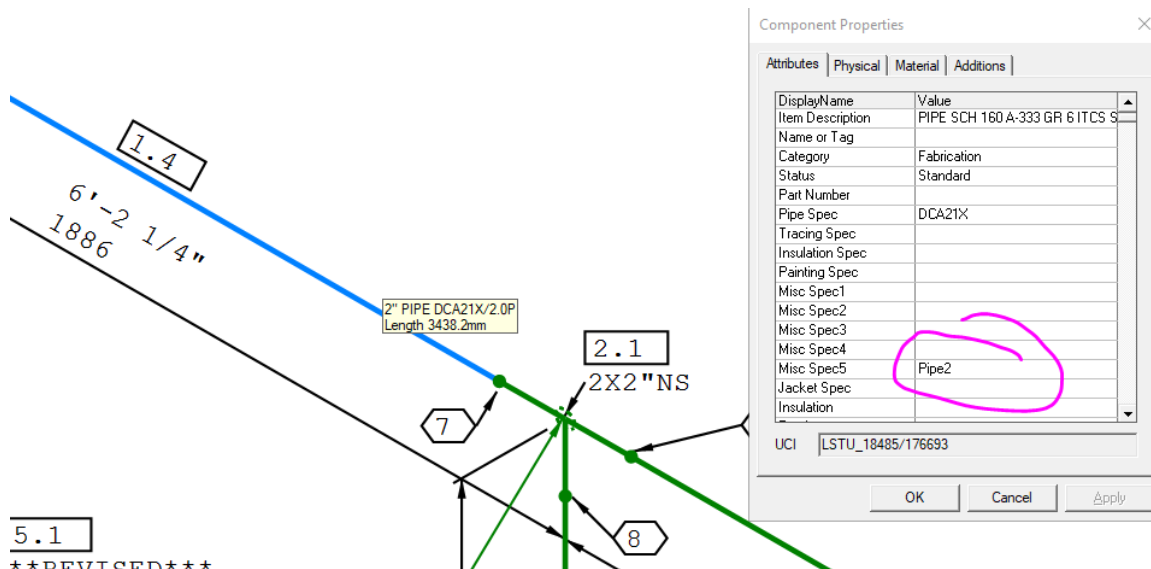 Component Properties
Attributes Physical Material Additions
DisplayName Value
Item Description PIPE SCH 160 A-333 GR 6 ITCS S
Name or Tag
Category Fabrication
Status Standard
Part Number
Pipe Spec DCA21X
Tracing Spec
Insulation Spec
Painting Spec
Misc Spec1
Misc Spec2
Misc Spec3
Misc Spec4
Misc Spec5 Pipe2
Jacket Spec
Insulation
UCI LSTU_18485/176693
OK Cancel Apply
1.4
6'-2 1/4"
1886
2" PIPE DCA21X/2.0P
Length 3438.2mm
2.1
2X2"NS
7
8
5.1
**REVISED***